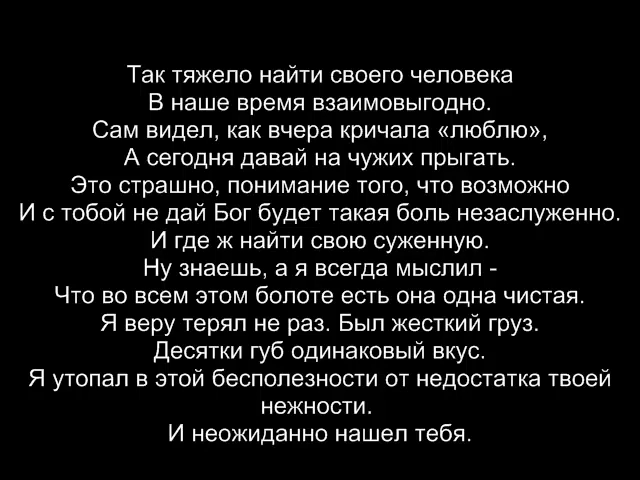 Так тяжело найти своего человека
В наше время взаимовыгодно.
Сам видел, как вчера кричала «люблю»,
А сегодня давай на чужих прыгать.
Это страшно, понимание того, что возможно
И с тобой не дай Бог будет такая боль незаслуженно.
И где ж найти свою суженную.
Ну знаешь, а я всегда мыслил -
Что во всем этом болоте есть она одна чистая.
Я веру терял не раз. Был жесткий груз.
Десятки губ одинаковый вкус.
Я утопал в этой бесполезности от недостатка твоей
нежности.
И неожиданно нашел тебя.